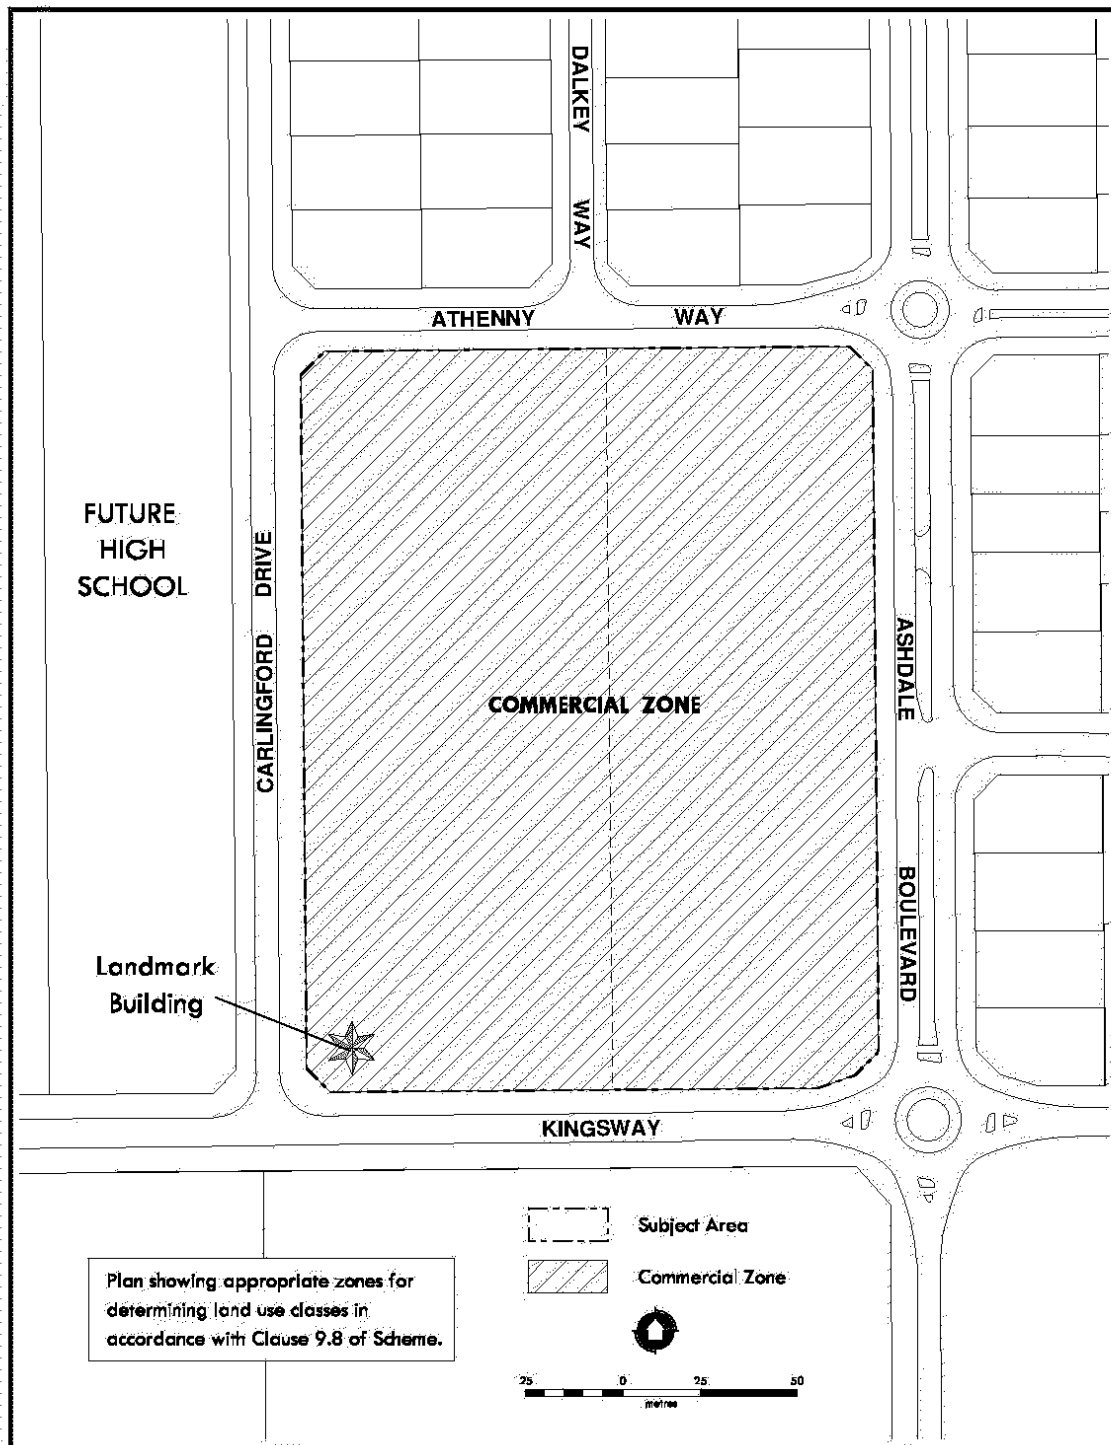 DALKEY
WAY
ATHENNY WAY
FUTURE
HIGH
SCHOOL
CARLINGFORD DRIVE
COMMERCIAL ZONE
ASHDALE
BOULEVARD
Landmark
Building
KINGSWAY
Subject Area
Commercial Zone
Plan showing appropriate zones for
determining land use classes in
accordance with Clause 9.8 of Scheme.
25 0 25 50
metres